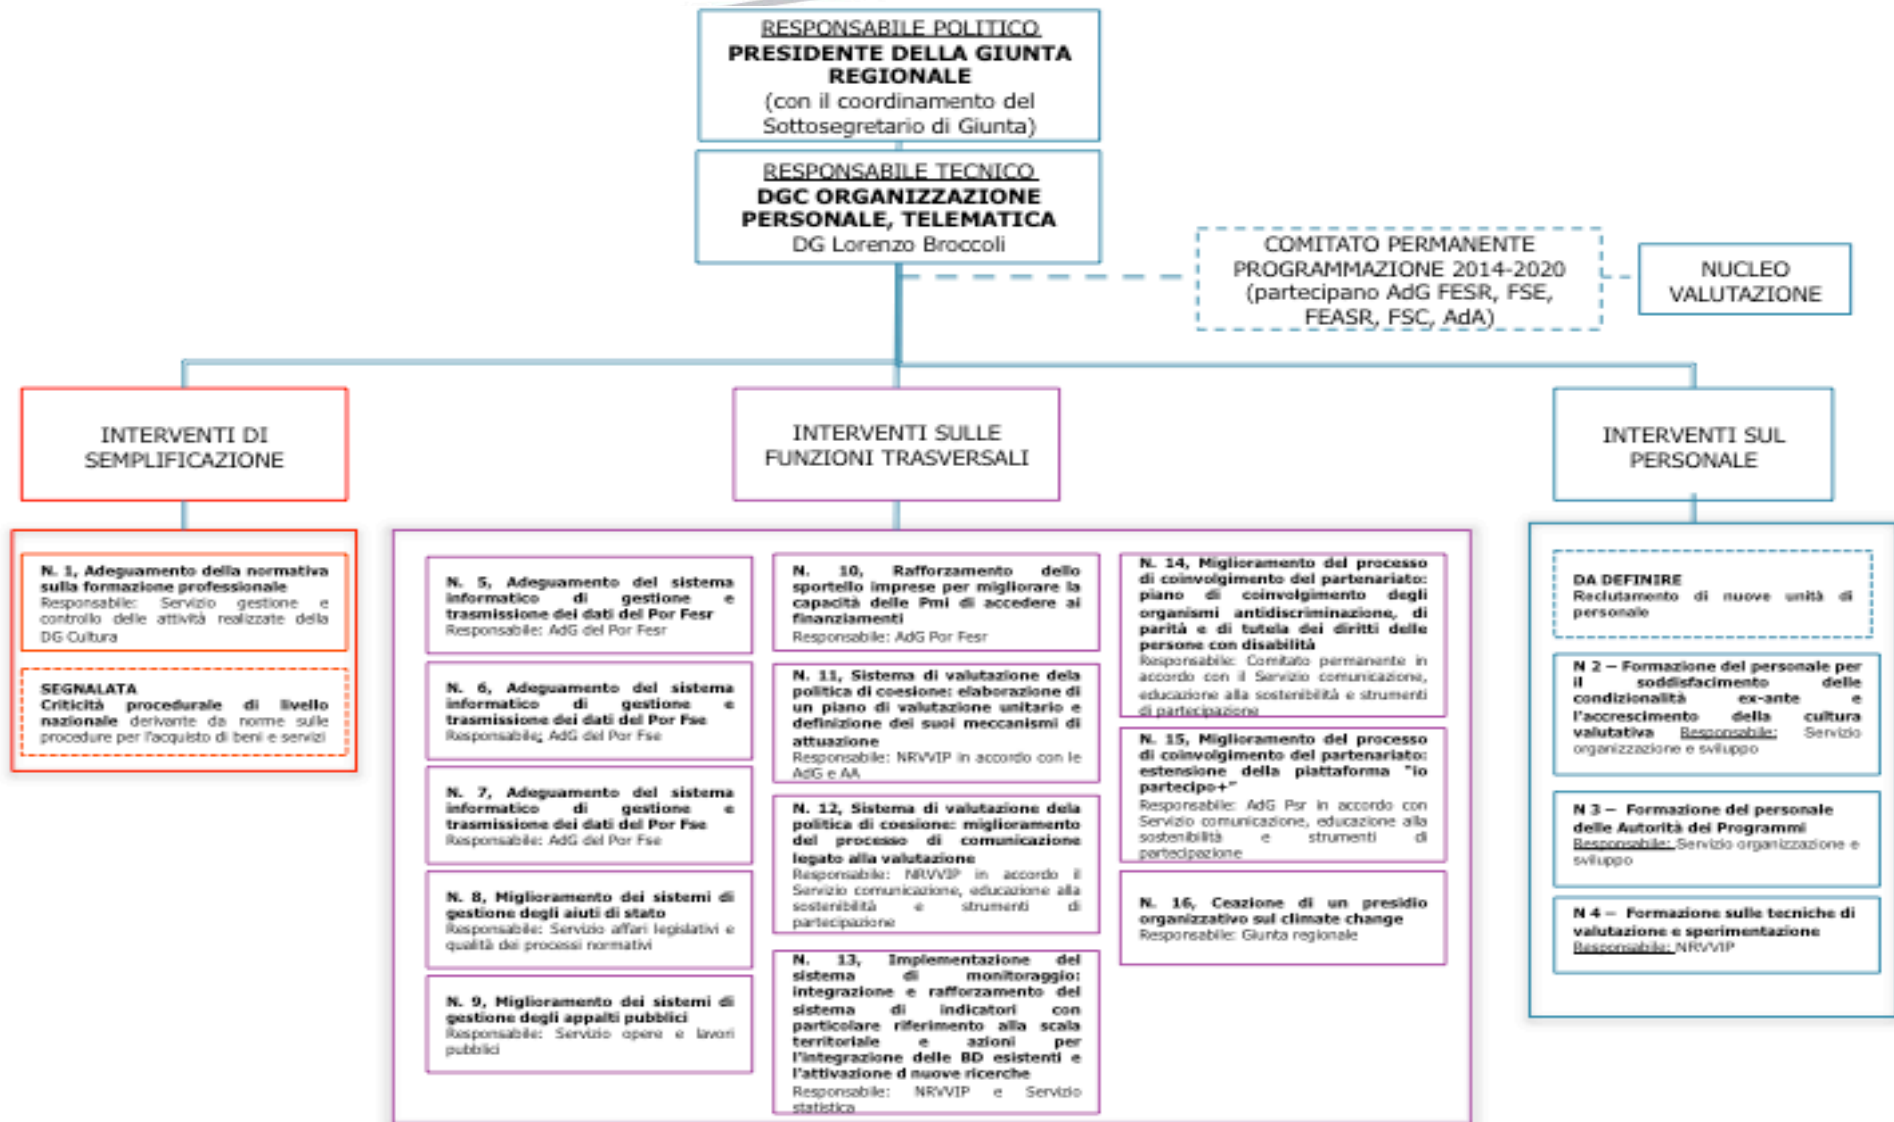 RESPONSABILE POLITICO
PRESIDENTE DELLA GIUNTA
REGIONALE
(con il coordinamento del
Sottosegretario di Giunta)
RESPONSABILE TECNICO
DGC ORGANIZZAZIONE
PERSONALE, TELEMATICA
DG Lorenzo Broccoli
COMITATO PERMANENTE
PROGRAMMAZIONE 2014-2020
(partecipano AdG FESR, FSE,
FEASR, FSC, AdA)
NUCLEO
VALUTAZIONE
INTERVENTI DI
SEMPLIFICAZIONE
INTERVENTI SULLE
FUNZIONI TRASVERSALI
INTERVENTI SUL
PERSONALE
N. 1, Adeguamento della normativa
sulla formazione professionale
Responsabile: Servizio gestione e
controllo delle attività realizzate della
DG Cultura
SEGNALATA
Criticità procedurale di livello
nazionale derivante da norme sulle
procedure per l'acquisto di beni e servizi
N. 5, Adeguamento del sistema
informatico di gestione e
trasmissione dei dati del Por Fesr
Responsabile: AdG del Por Fesr
N. 6, Adeguamento del sistema
informatico di gestione e
trasmissione dei dati del Por Fse
Responsabile: AdG del Por Fse
N. 7, Adeguamento del sistema
informatico di gestione e
trasmissione dei dati del Por Fse
Responsabile: AdG del Por Fse
N. 8, Miglioramento dei sistemi di
gestione degli aiuti di stato
Responsabile: Servizio affari legislativi e
qualità dei processi normativi
N. 9, Miglioramento dei sistemi di
gestione degli appalti pubblici
Responsabile: Servizio opere e lavori
pubblici
N. 10, Rafforzamento dello
sportello imprese per migliorare la
capacità delle Pmi di accedere ai
finanziamenti
Responsabile: AdG Por Fesr
N. 11, Sistema di valutazione dela
politica di coesione: elaborazione di
un piano di valutazione unitario e
definizione dei suoi meccanismi di
attuazione
Responsabile: NRVVIP in accordo con le
AdG e AA
N. 12, Sistema di valutazione dela
politica di coesione: miglioramento
del processo di comunicazione
legato alla valutazione
Responsabile: NRVVIP in accordo il
Servizio comunicazione, educazione alla
sostenibilità e strumenti di
partecipazione
N. 13, Implementazione del
sistema di monitoraggio:
integrazione e rafforzamento del
sistema di indicatori con
particolare riferimento alla scala
territoriale e azioni per
l'integrazione delle BD esistenti e
l'attivazione d nuove ricerche
Responsabile: NRVVIP e Servizio
statistica
N. 14, Miglioramento del processo
di coinvolgimento del partenariato:
piano di coinvolgimento degli
organismi antidiscriminazione, di
parità e di tutela dei diritti delle
persone con disabilità
Responsabile: Comitato permanente in
accordo con il Servizio comunicazione,
educazione alla sostenibilità e strumenti
di partecipazione
N. 15, Miglioramento del processo
di coinvolgimento del partenariato:
estensione della piattaforma "io
partecipo+"
Responsabile: AdG Psr in accordo con
Servizio comunicazione, educazione alla
sostenibilità e strumenti di
partecipazione
N. 16, Ceazione di un presidio
organizzativo sul climate change
Responsabile: Giunta regionale
DA DEFINIRE
Reclutamento di nuove unità di
personale
N 2 – Formazione del personale per
il soddisfacimento delle
condizionalità ex-ante e
l'accrescimento della cultura
valutativa Responsabile: Servizio
organizzazione e sviluppo
N 3 – Formazione del personale
delle Autorità dei Programmi
Responsabile: Servizio organizzazione e
sviluppo
N 4 – Formazione sulle tecniche di
valutazione e sperimentazione
Responsabile: NRVVIP